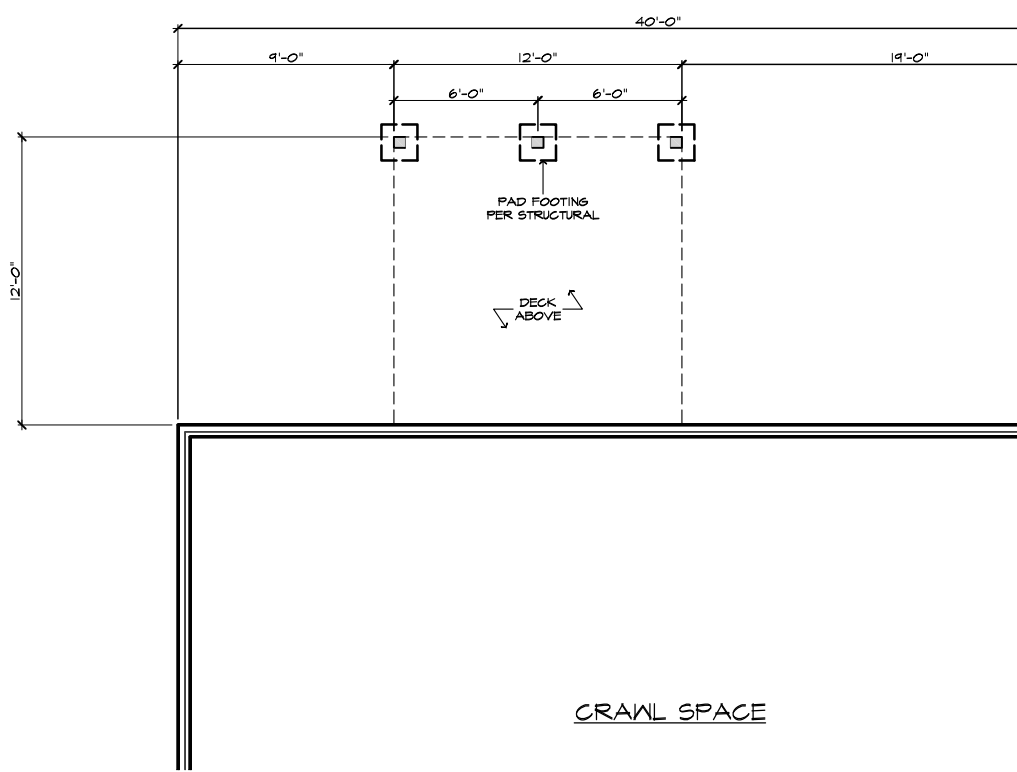 40'-0"
9'-0"
12'-0"
19'-0"
6'-0"
6'-0"
PAD FOOTING
PER STRUCTURAL
12'-0"
DECK
ABOVE
CRAWL SPACE